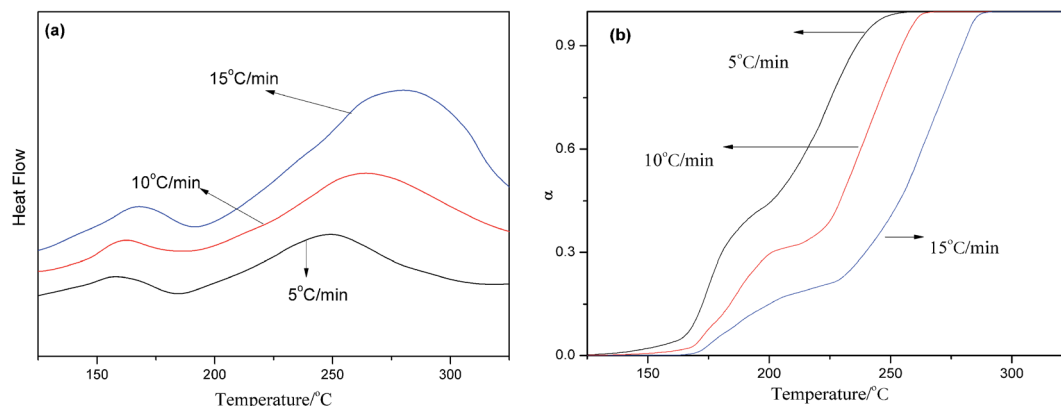 (a)
15°C/min
10°C/min
5°C/min
Heat Flow
150
200
250
300
Temperature/°C
(b)
5°C/min
10°C/min
15°C/min
α
0.9
0.6
0.3
0.0
150
200
250
300
Temperature/°C